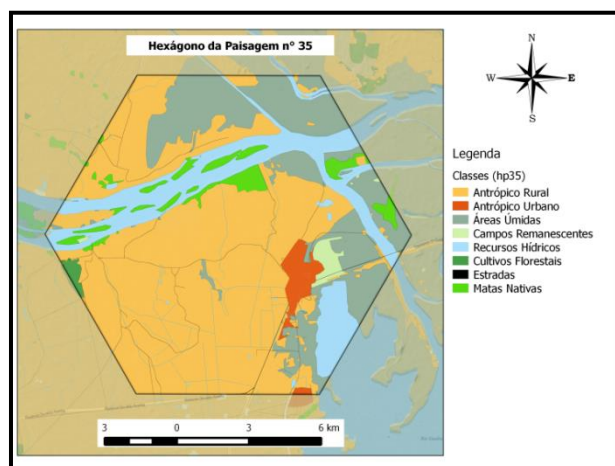 Hexágono da Paisagem n° 35
N
W
E
S
Legenda
Classes (hp35)
Antrópico Rural
Antrópico Urbano
Áreas Úmidas
Campos Remanescentes
Recursos Hídricos
Cultivos Florestais
Estradas
Matas Nativas
3 0 3 6 km